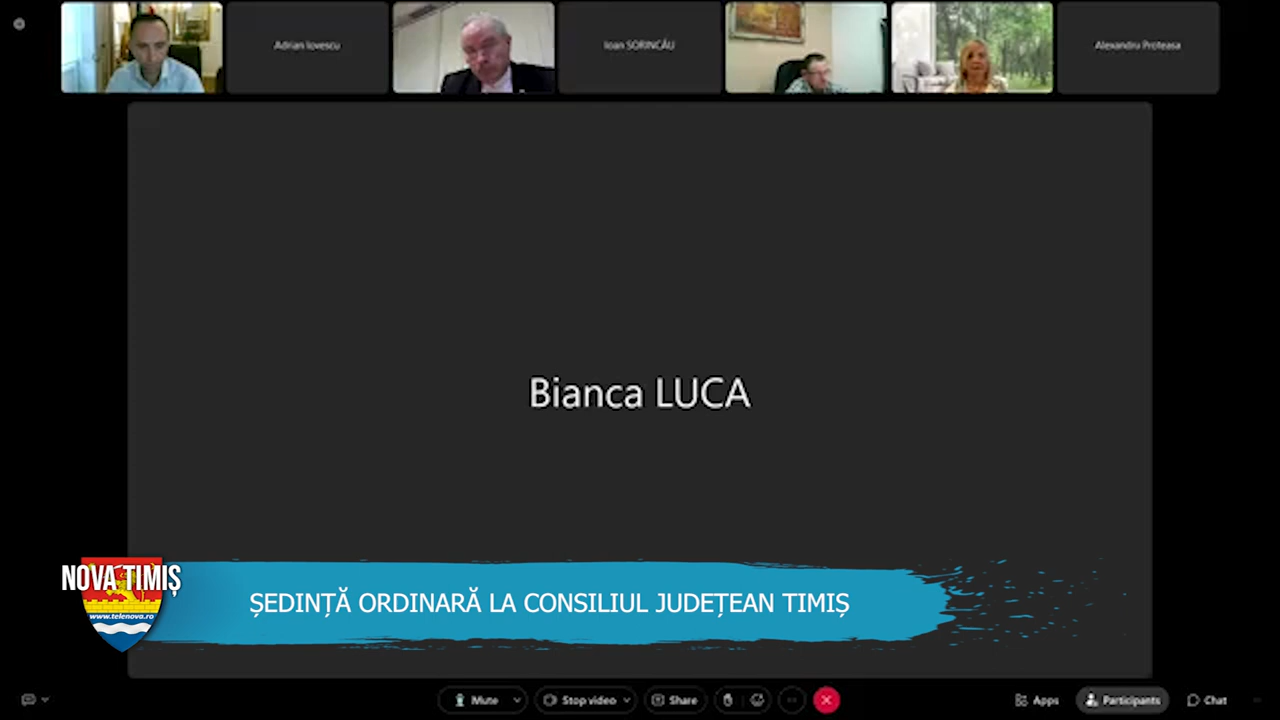 Adrian Iovescu
Ioan SORINCĂU
Alexandru Proteasa
Bianca LUCA
NOVA TIMIȘ
www.telenova.ro
ȘEDINȚĂ ORDINARĂ LA CONSILIUL JUDEȚEAN TIMIȘ
Mute
Stop video
Share
Apps
Participants
Chat